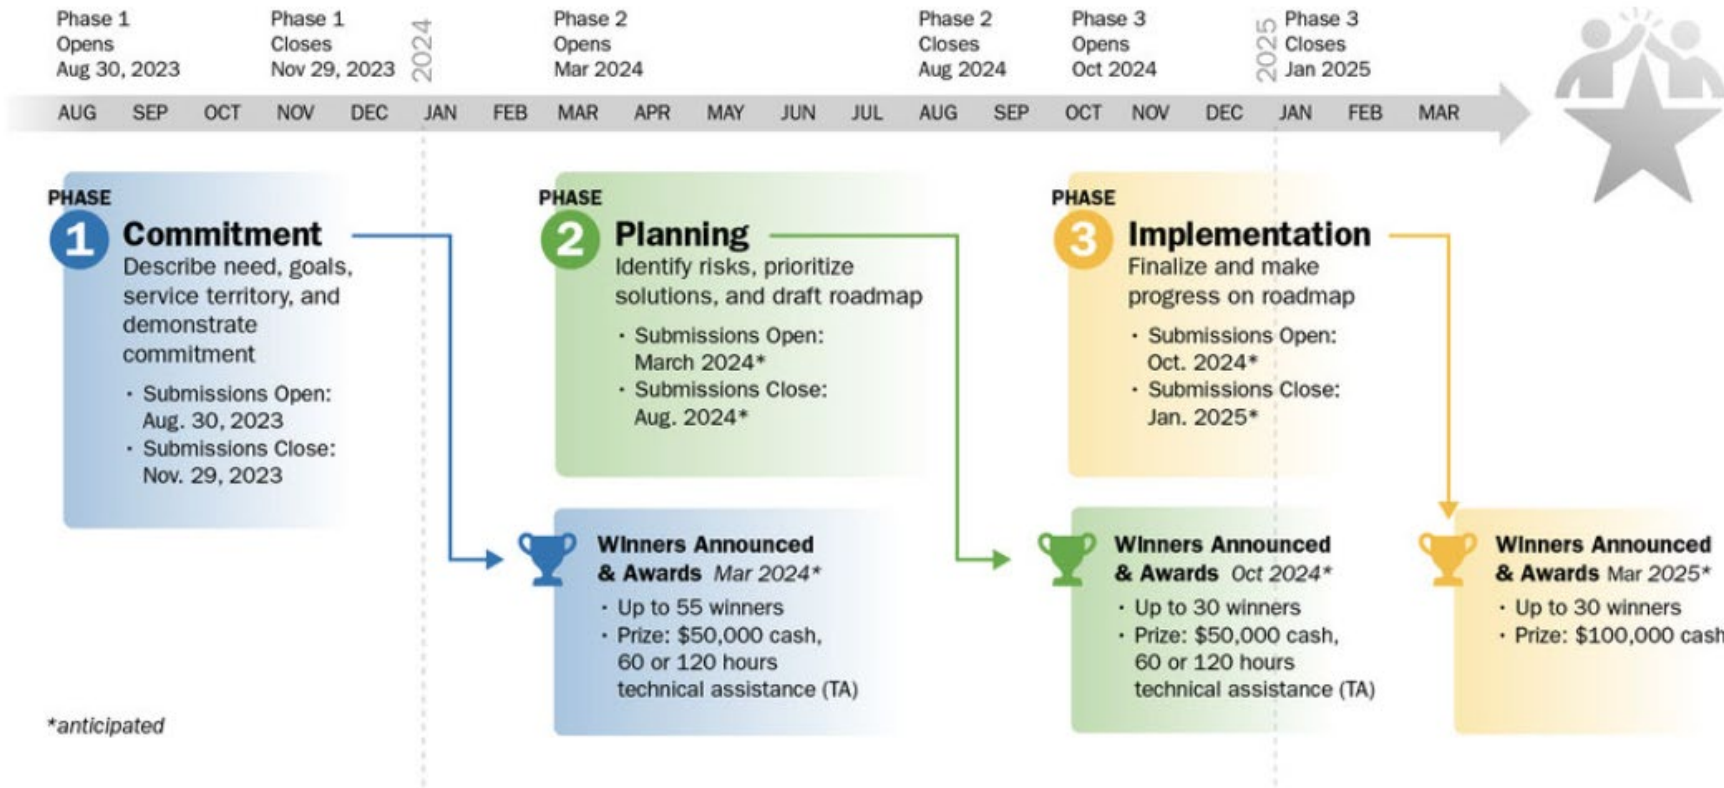 Phase 1
Opens
Aug 30, 2023
Phase 1
Closes
Nov 29, 2023
2024
Phase 2
Opens
Mar 2024
Phase 2
Closes
Aug 2024
Phase 3
Opens
Oct 2024
2025
Phase 3
Closes
Jan 2025
AUG SEP OCT NOV DEC JAN FEB MAR APR MAY JUN JUL AUG SEP OCT NOV DEC JAN FEB MAR
PHASE
1
Commitment
Describe need, goals,
service territory, and
demonstrate
commitment
· Submissions Open:
Aug. 30, 2023
· Submissions Close:
Nov. 29, 2023
PHASE
2
Planning
Identify risks, prioritize
solutions, and draft roadmap
· Submissions Open:
March 2024*
· Submissions Close:
Aug. 2024*
PHASE
3
Implementation
Finalize and make
progress on roadmap
· Submissions Open:
Oct. 2024*
· Submissions Close:
Jan. 2025*
Winners Announced
& Awards Mar 2024*
· Up to 55 winners
· Prize: $50,000 cash,
60 or 120 hours
technical assistance (TA)
Winners Announced
& Awards Oct 2024*
· Up to 30 winners
· Prize: $50,000 cash,
60 or 120 hours
technical assistance (TA)
Winners Announced
& Awards Mar 2025*
· Up to 30 winners
· Prize: $100,000 cash
*anticipated